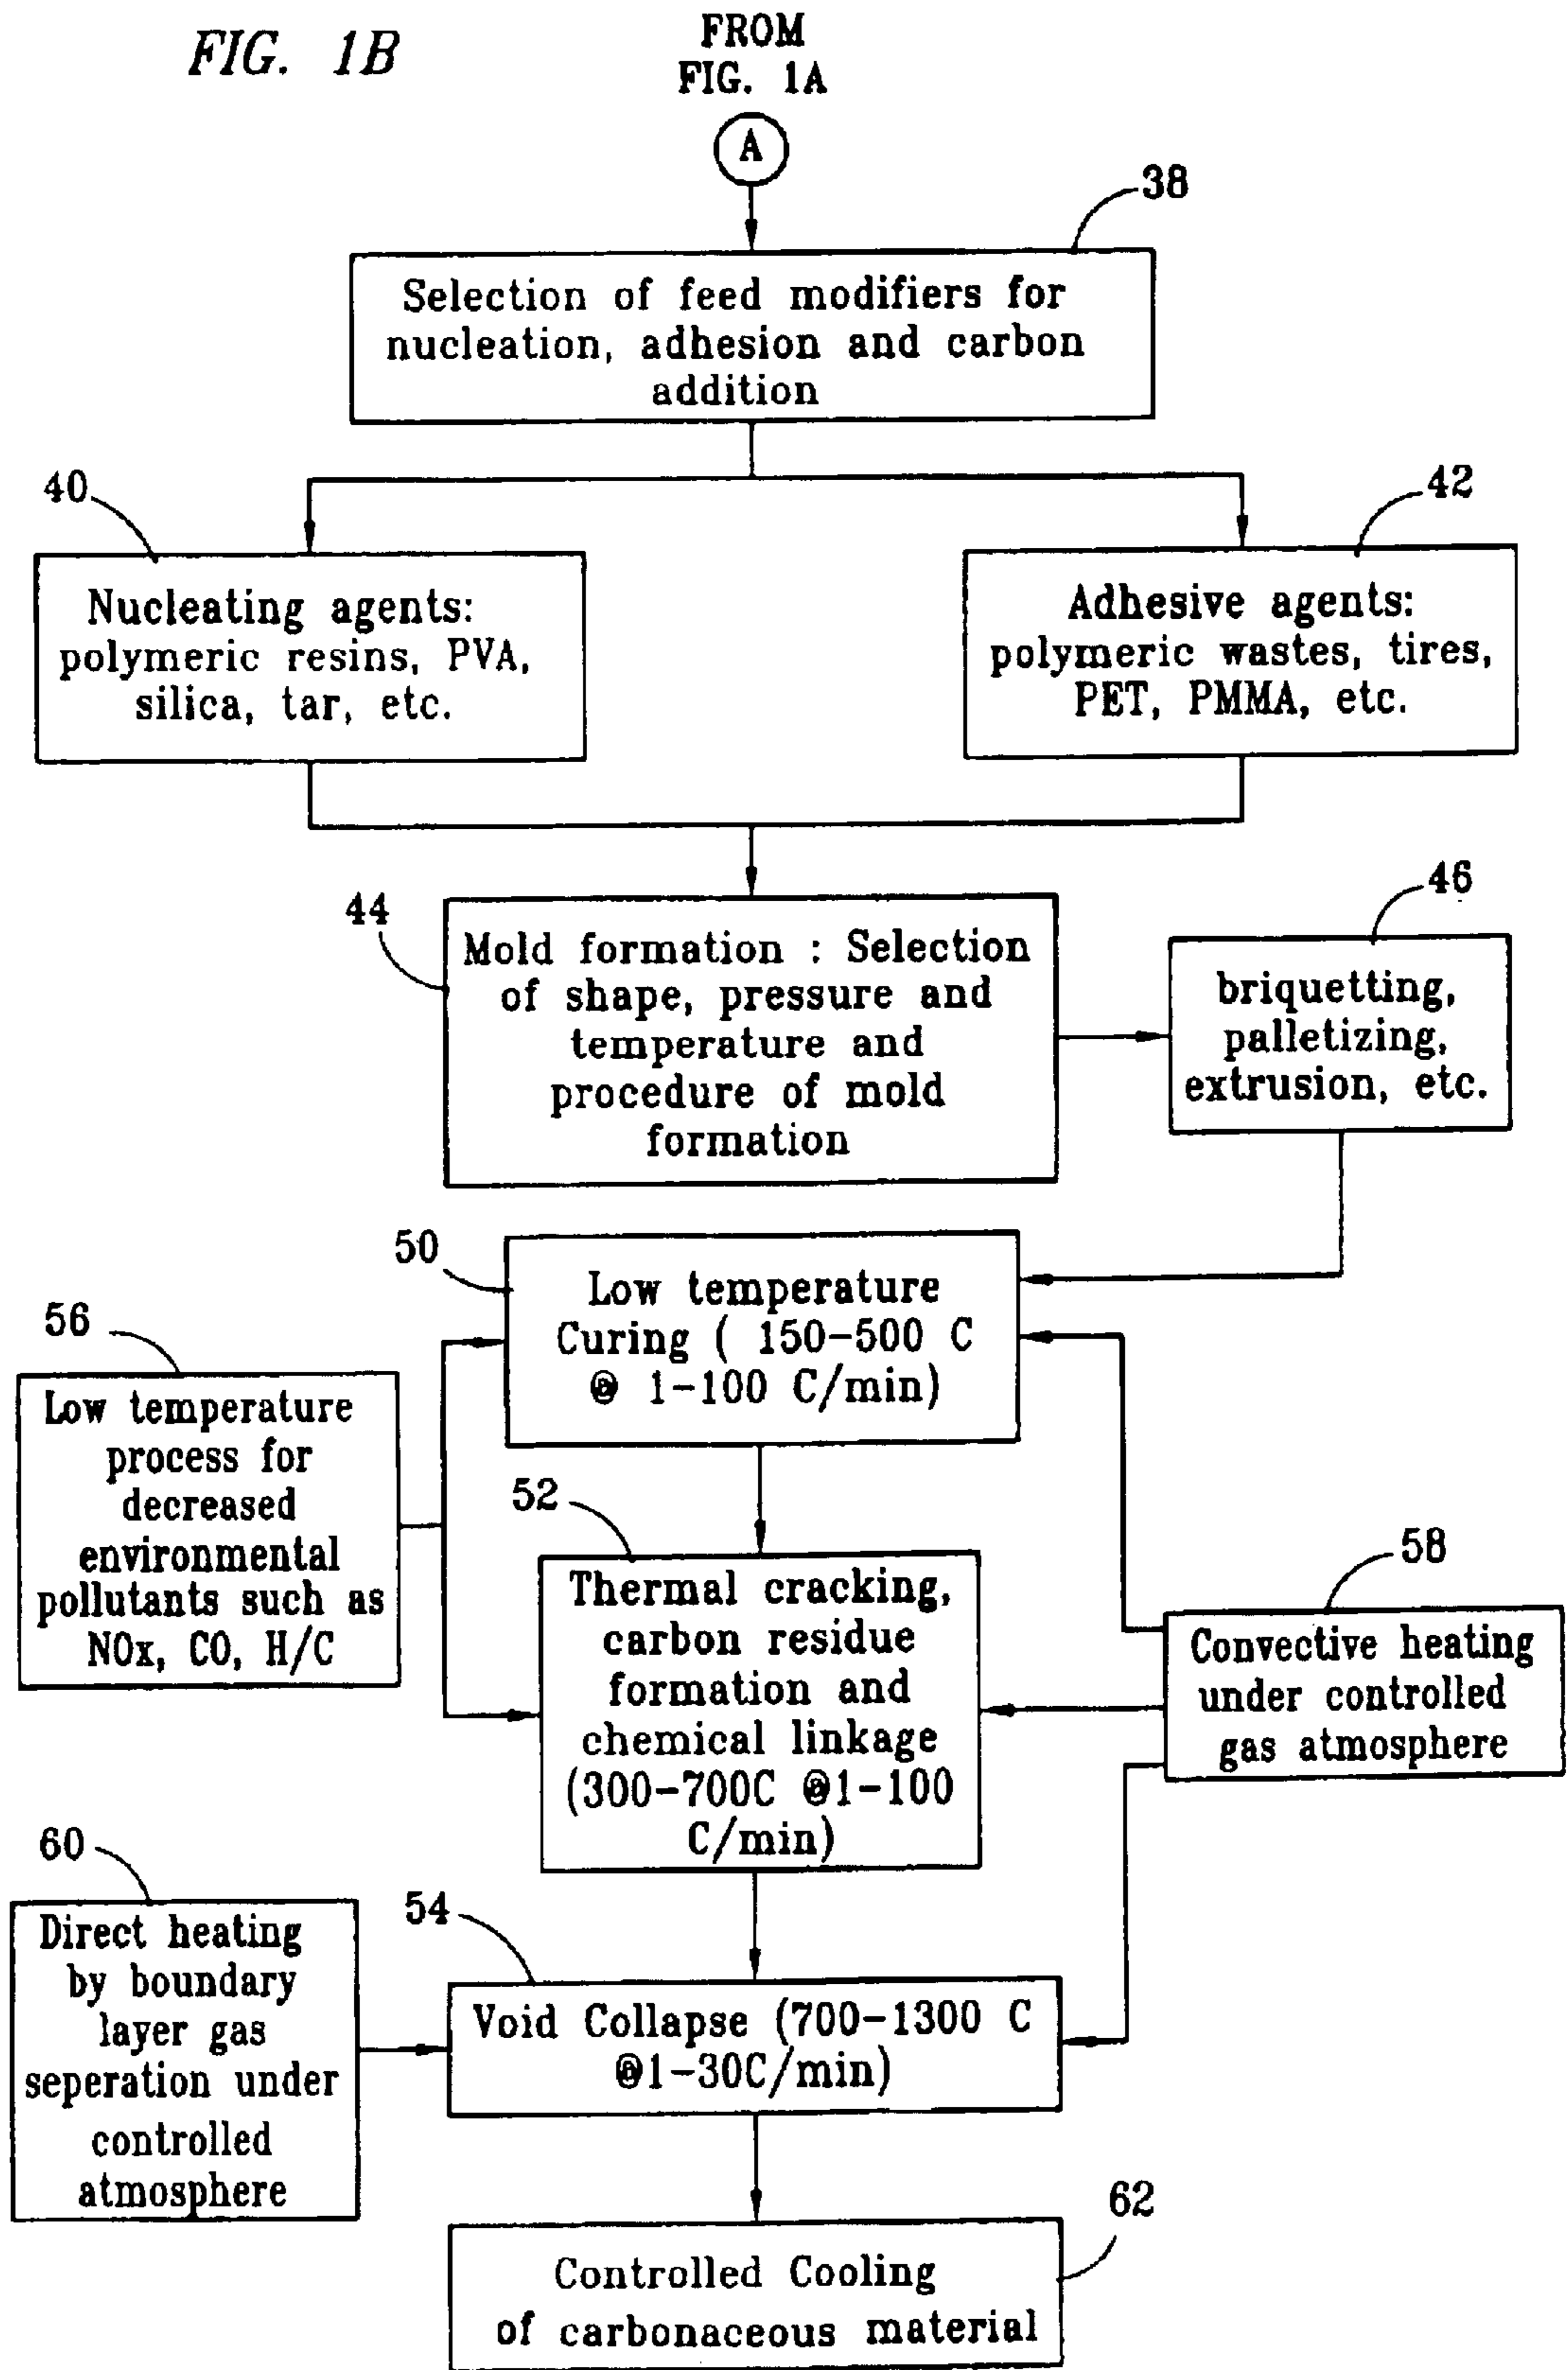 FIG. 1B
FROM
FIG. 1A
A
38
Selection of feed modifiers for
nucleation, adhesion and carbon
addition
40
42
Nucleating agents:
polymeric resins, PVA,
silica, tar, etc.
Adhesive agents:
polymeric wastes, tires,
PET, PMMA, etc.
44
46
Mold formation : Selection
of shape, pressure and
temperature and
procedure of mold
formation
briquetting,
palletizing,
extrusion, etc.
50
Low temperature
Curing ( 150-500 C
@ 1-100 C/min)
56
Low temperature
process for
decreased
environmental
pollutants such as
NOx, CO, H/C
52
Thermal cracking,
carbon residue
formation and
chemical linkage
(300-700C @1-100
C/min)
58
Convective heating
under controlled
gas atmosphere
60
Direct heating
by boundary
layer gas
seperation under
controlled
atmosphere
54
Void Collapse (700-1300 C
@1-30C/min)
62
Controlled Cooling
of carbonaceous material